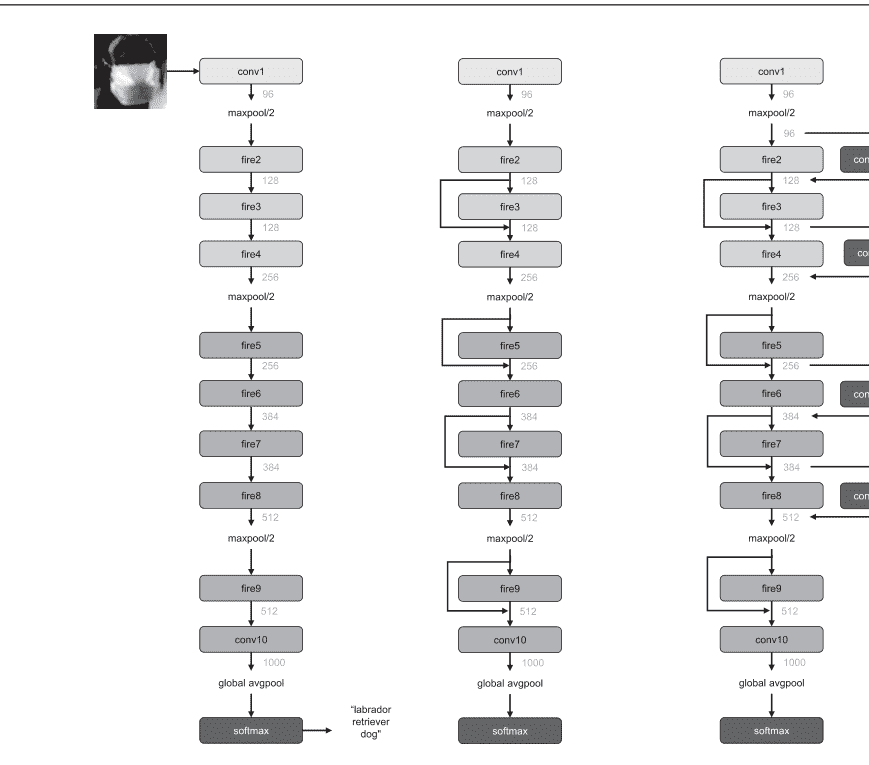 conv1
96
maxpool/2
fire2
128
fire3
128
fire4
256
maxpool/2
fire5
256
fire6
384
fire7
384
fire8
512
maxpool/2
fire9
512
conv10
1000
global avgpool
softmax
"labrador
retriever
dog"
conv1
96
maxpool/2
fire2
128
fire3
128
fire4
256
maxpool/2
fire5
256
fire6
384
fire7
384
fire8
512
maxpool/2
fire9
512
conv10
1000
global avgpool
softmax
conv1
96
maxpool/2
96
fire2
con
128
fire3
128
fire4
co
256
maxpool/2
fire5
256
fire6
con
384
fire7
384
fire8
con
512
maxpool/2
fire9
512
conv10
1000
global avgpool
softmax